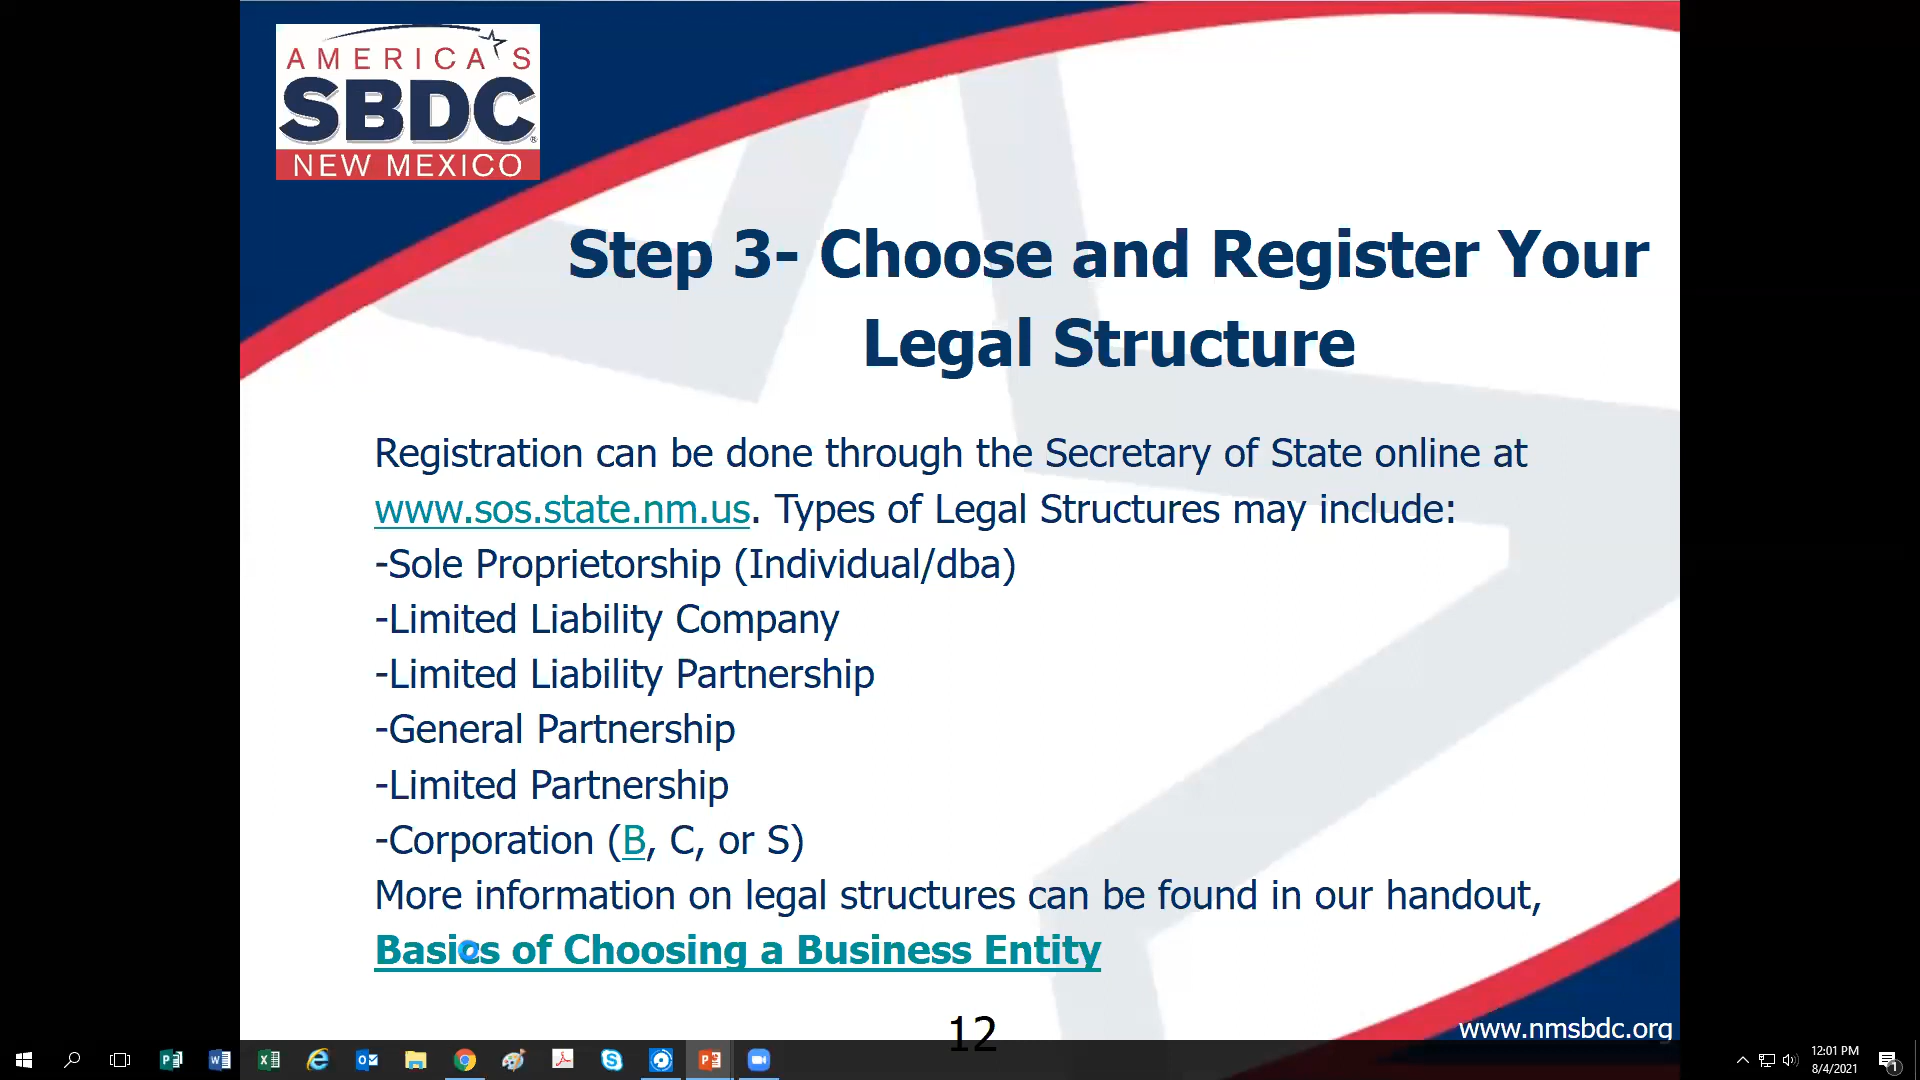 AMERICA'S
SBDC
NEW MEXICO
Step 3- Choose and Register Your
Legal Structure
Registration can be done through the Secretary of State online at
www.sos.state.nm.us. Types of Legal Structures may include:
-Sole Proprietorship (Individual/dba)
-Limited Liability Company
-Limited Liability Partnership
-General Partnership
-Limited Partnership
-Corporation (B, C, or S)
More information on legal structures can be found in our handout,
Basics of Choosing a Business Entity
12
www.nmsbdc.org
12:01 PM
8/4/2021